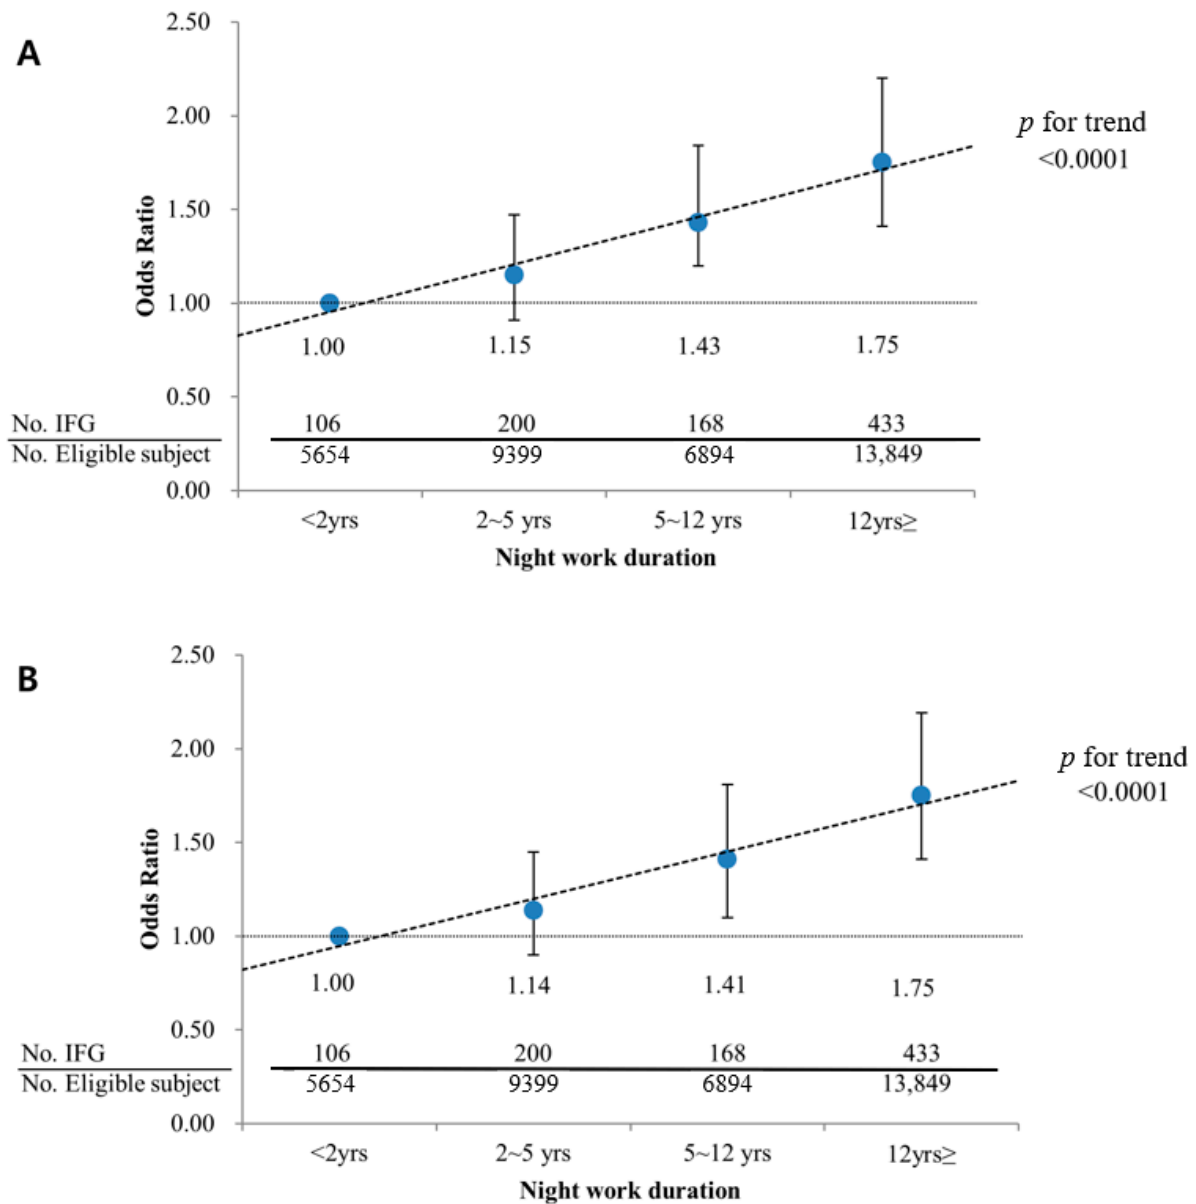 A
2.50
2.00
1.50
1.00
0.50
0.00
Odds Ratio
p for trend
<0.0001
1.00 1.15 1.43 1.75
No. IFG 106 200 168 433
No. Eligible subject 5654 9399 6894 13,849
<2yrs 2~5 yrs 5~12 yrs 12yrs≥
Night work duration
B
2.50
2.00
1.50
1.00
0.50
0.00
Odds Ratio
p for trend
<0.0001
1.00 1.14 1.41 1.75
No. IFG 106 200 168 433
No. Eligible subject 5654 9399 6894 13,849
<2yrs 2~5 yrs 5~12 yrs 12yrs≥
Night work duration